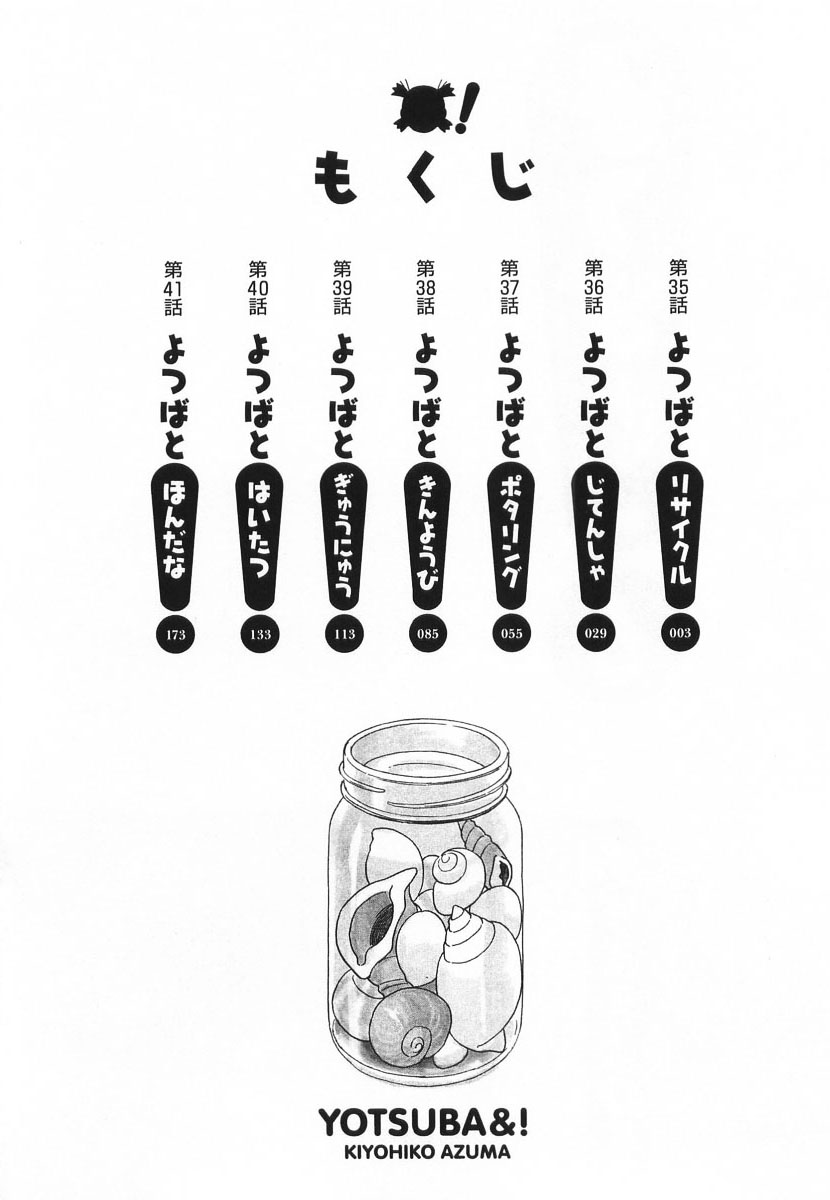 !
もくじ
第35話 よつばと リサイクル 003
第36話 よつばと じてんしゃ 029
第37話 よつばと ポタリング 055
第38話 よつばと きんようび 085
第39話 よつばと ぎゅうにゅう 113
第40話 よつばと はいたつ 133
第41話 よつばと ほんだな 173
YOTSUBA&!
KIYOHIKO AZUMA